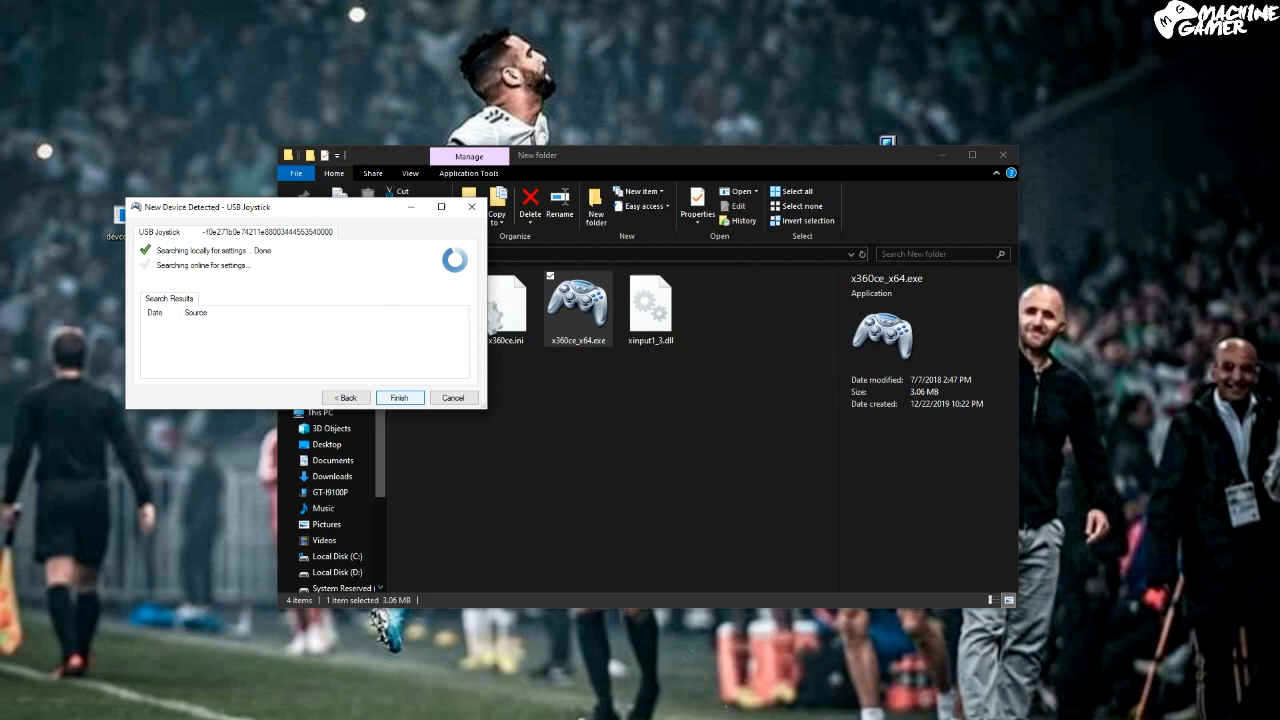 MACHINE
GAMER
MG
Manage
New folder
File
Home
Share
View
Application Tools
Cut
Copy
to
Delete
Rename
New
folder
New item
Easy access
Properties
Open
Edit
History
Select all
Select none
Invert selection
Organize
New
Open
Select
Search New folder
New Device Detected - USB Joystick
USB Joystick -f0e271b0e74211e88003444553540000
Searching locally for settings... Done
Searching online for settings...
Search Results
Date Source
< Back
Finish
Cancel
x360ce.ini
x360ce_x64.exe
xinput1_3.dll
x360ce_x64.exe
Application
Date modified: 7/7/2018 2:47 PM
Size: 3.06 MB
Date created: 12/22/2019 10:22 PM
This PC
3D Objects
Desktop
Documents
Downloads
GT-I9100P
Music
Pictures
Videos
Local Disk (C:)
Local Disk (D:)
System Reserved
4 items 1 item selected 3.06 MB